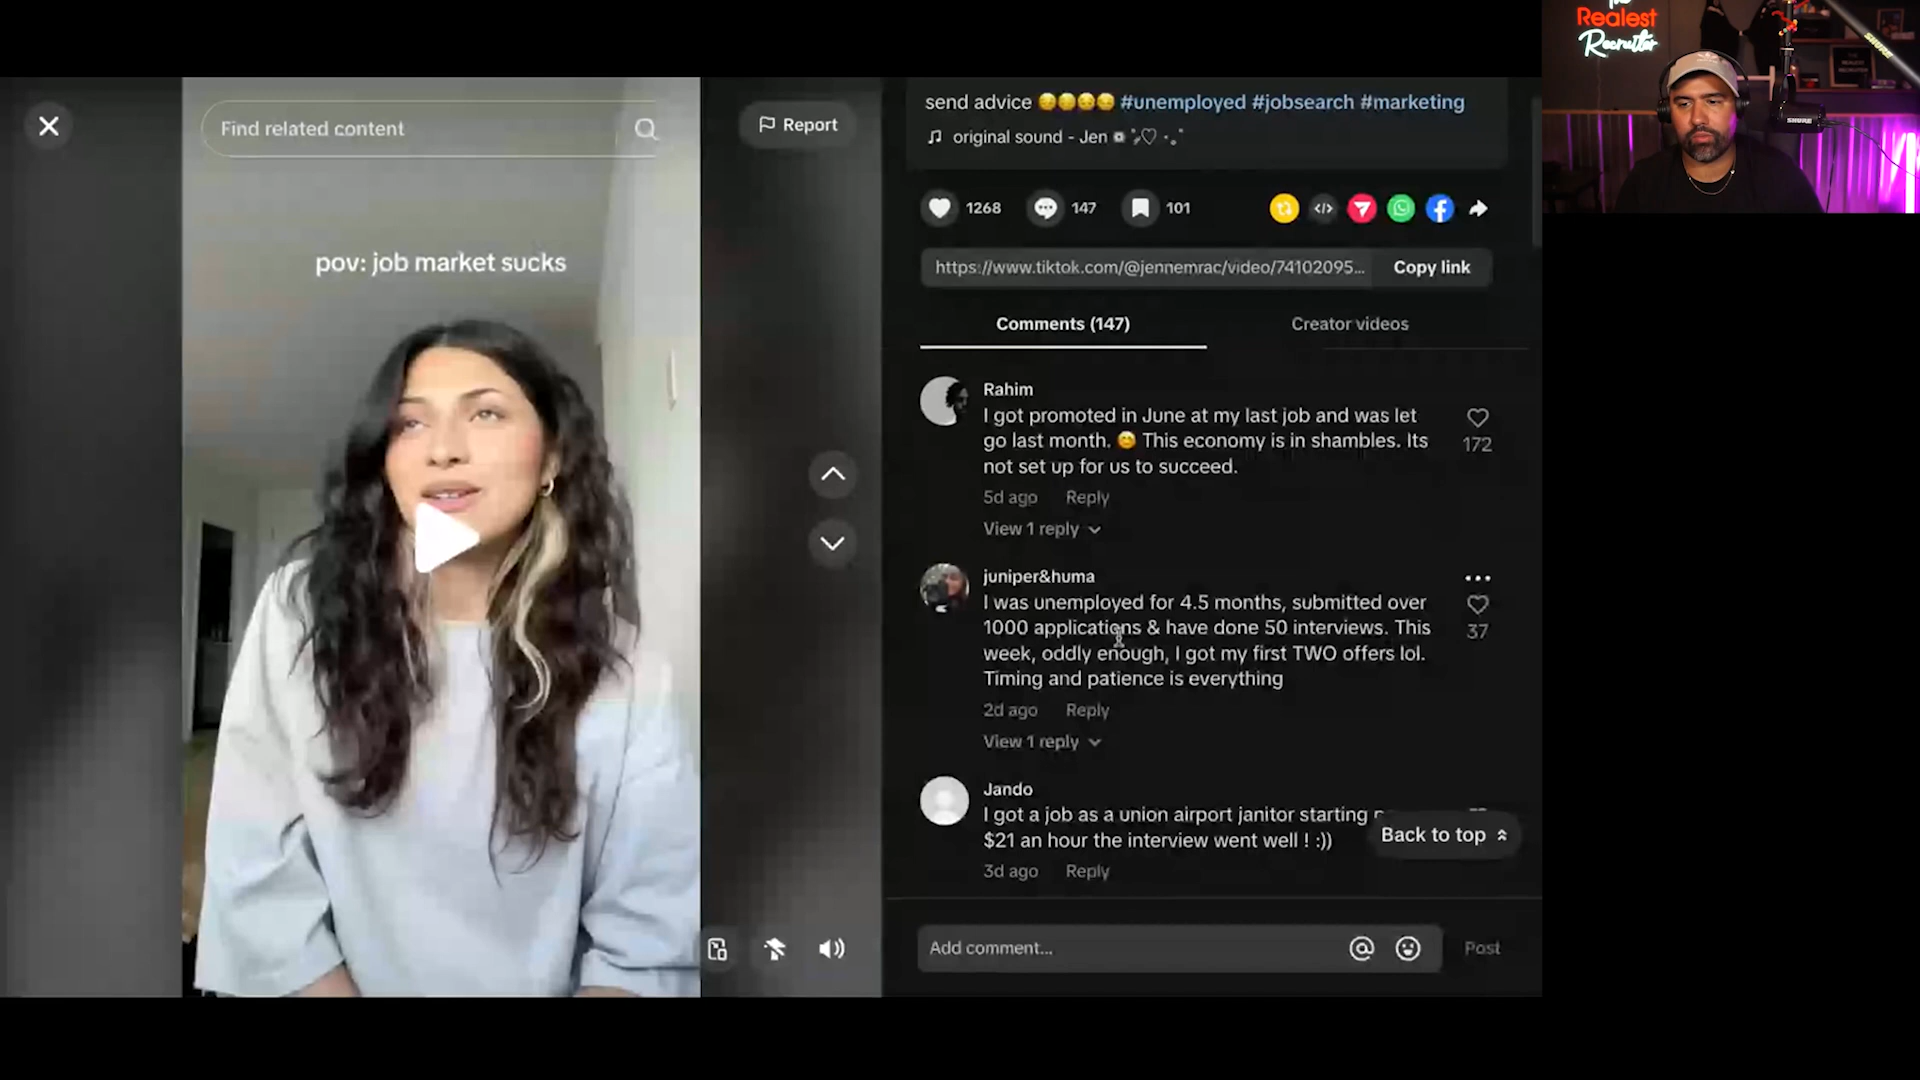 The
Realest
Recruiter
send advice 😔😔😔😔 #unemployed #jobsearch #marketing
Find related content
Report
original sound - Jen
1268
147
101
https://www.tiktok.com/@jennemrac/video/74102095...
Copy link
pov: job market sucks
Comments (147)
Creator videos
Rahim
I got promoted in June at my last job and was let
go last month. 😊 This economy is in shambles. Its
not set up for us to succeed.
172
5d ago
Reply
View 1 reply
juniper&huma
I was unemployed for 4.5 months, submitted over
1000 applications & have done 50 interviews. This
week, oddly enough, I got my first TWO offers lol.
Timing and patience is everything
37
2d ago
Reply
View 1 reply
Jando
I got a job as a union airport janitor starting
$21 an hour the interview went well ! :))
Back to top
3d ago
Reply
Add comment...
Post
SHURE
SHURE